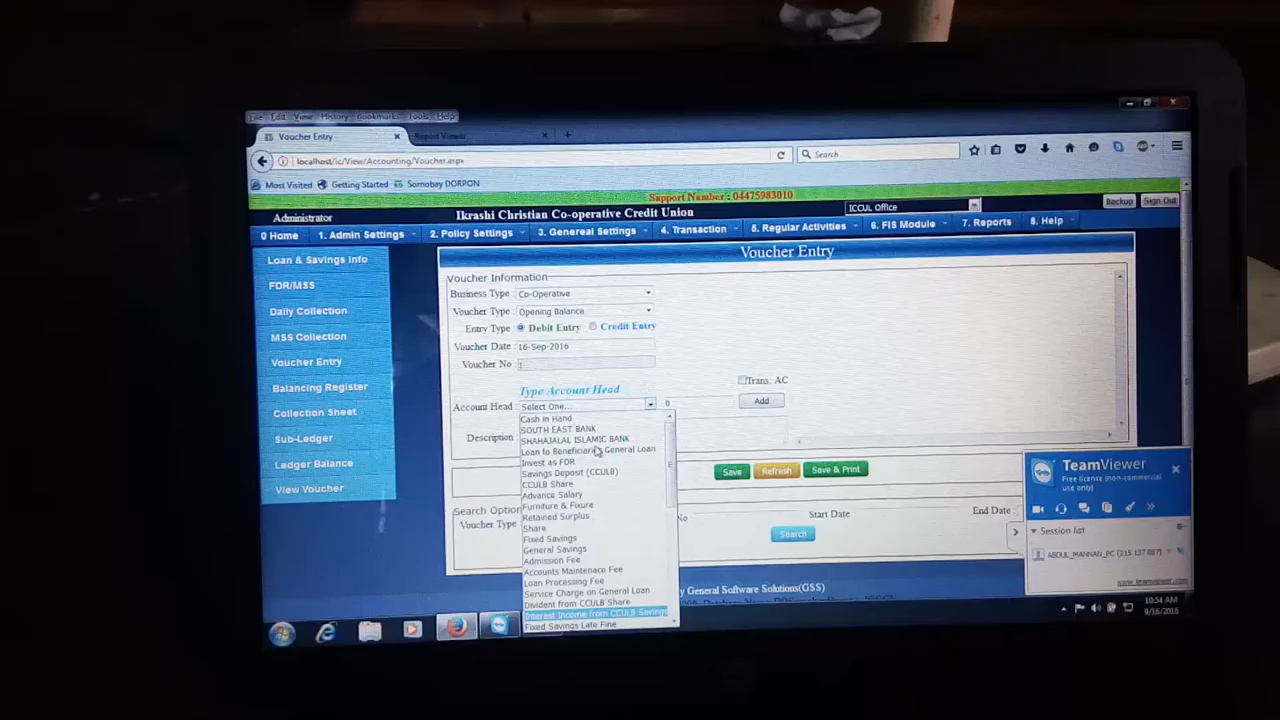 File Edit View History Bookmarks Tools Help
Voucher Entry
Report Viewer
localhost/ic/View/Accounting/Voucher.aspx
Search
Most Visited Getting Started Somobay DORPON
Support Number : 04475983010
Administrator
Ikrashi Christian Co-operative Credit Union
ICCUL Office
Backup
Sign Out
0 Home 1. Admin Settings 2. Policy Settings 3. Genereal Settings 4. Transaction 5. Regular Activities 6. FIS Module 7. Reports 8. Help
Loan & Savings Info
FDR/MSS
Daily Collection
MSS Collection
Voucher Entry
Balancing Register
Collection Sheet
Sub-Ledger
Ledger Balance
View Voucher
Voucher Entry
Voucher Information
Business Type Co-Operative
Voucher Type Opening Balance
Entry Type Debit Entry Credit Entry
Voucher Date 16-Sep-2016
Voucher No 1
Type Account Head
Trans. AC
Account Head Select One... 0 Add
Description
Cash in Hand
SOUTH EAST BANK
SHAHAJALAL ISLAMIC BANK
Loan to Beneficiaries General Loan
Invest as FDR
Savings Deposit (CCULB)
CCULB Share
Advance Salary
Furniture & Fixure
Retained Surplus
Share
Fixed Savings
General Savings
Admission Fee
Accounts Maintenace Fee
Loan Processing Fee
Service Charge on General Loan
Divident from CCULB Share
Interest Income from CCULB Savings
Fixed Savings Late Fine
Save Refresh Save & Print
Search Option
Voucher Type
No
Start Date
End Date
Search
y General Software Solutions(GSS)
TeamViewer
Free license (non-commercial
use only)
Session list
ABDUL_MANNAN_PC (215 137 087)
www.teamviewer.com
10:54 AM
9/16/2016